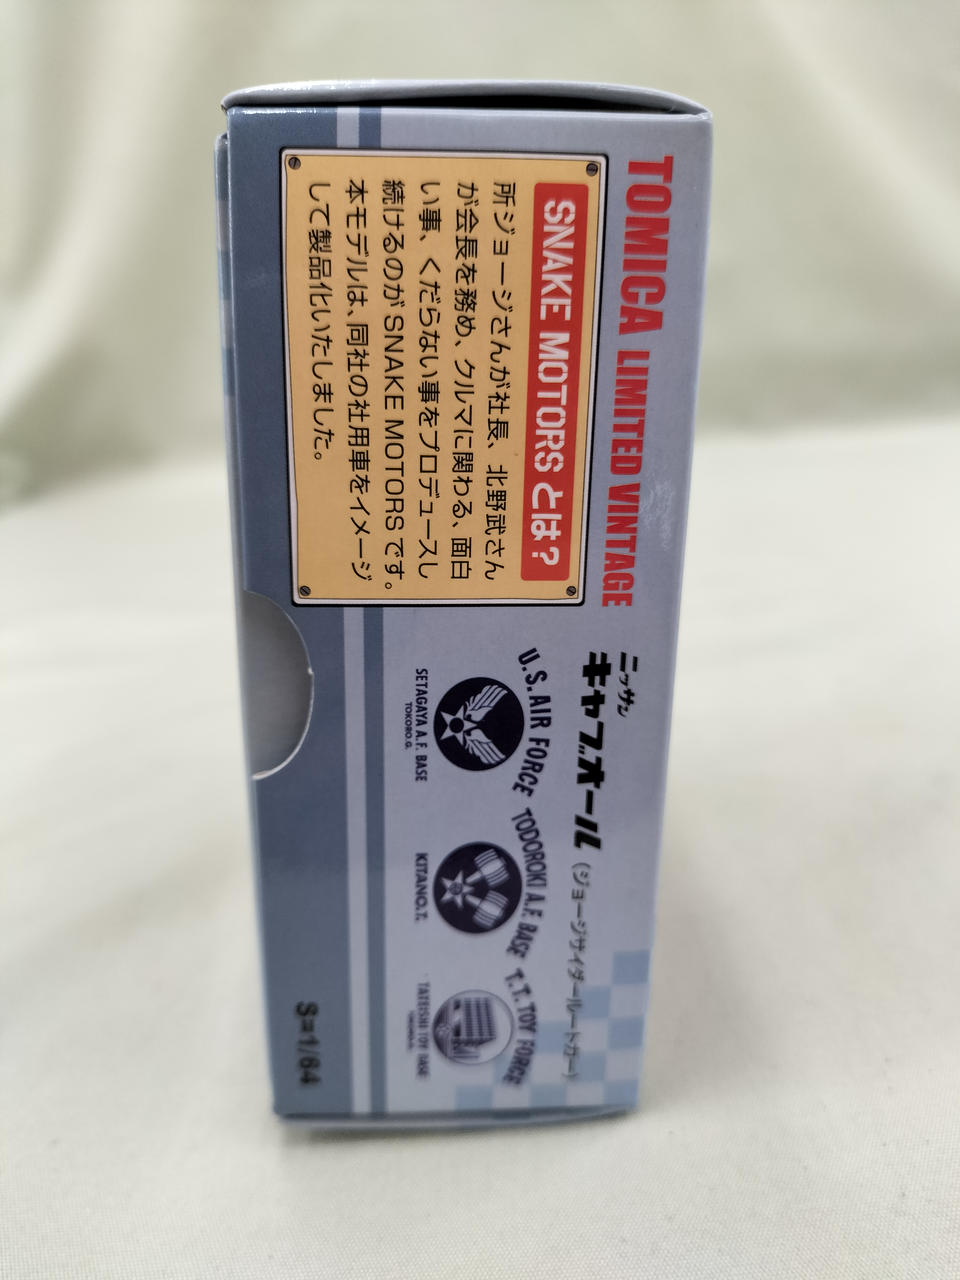 TOMICA LIMITED VINTAGE
SNAKE MOTORS とは?
所ジョージさんが社長、北野武さん
が会長を務め、クルマに関わる、面白
い事、くだらない事をプロデュースし
続けるのが SNAKE MOTORS です。
本モデルは、同社の社用車をイメージ
して製品化いたしました。
ニッサン
キャブオール
(ジョージサイダールートカー)
U.S. AIR FORCE
SETAGAYA A.F. BASE
TOKORO.G.
TODOROKI A.F. BASE
KITANO.T.
T.T. TOY FORCE
TATEISHI TOY BASE
S=1/64